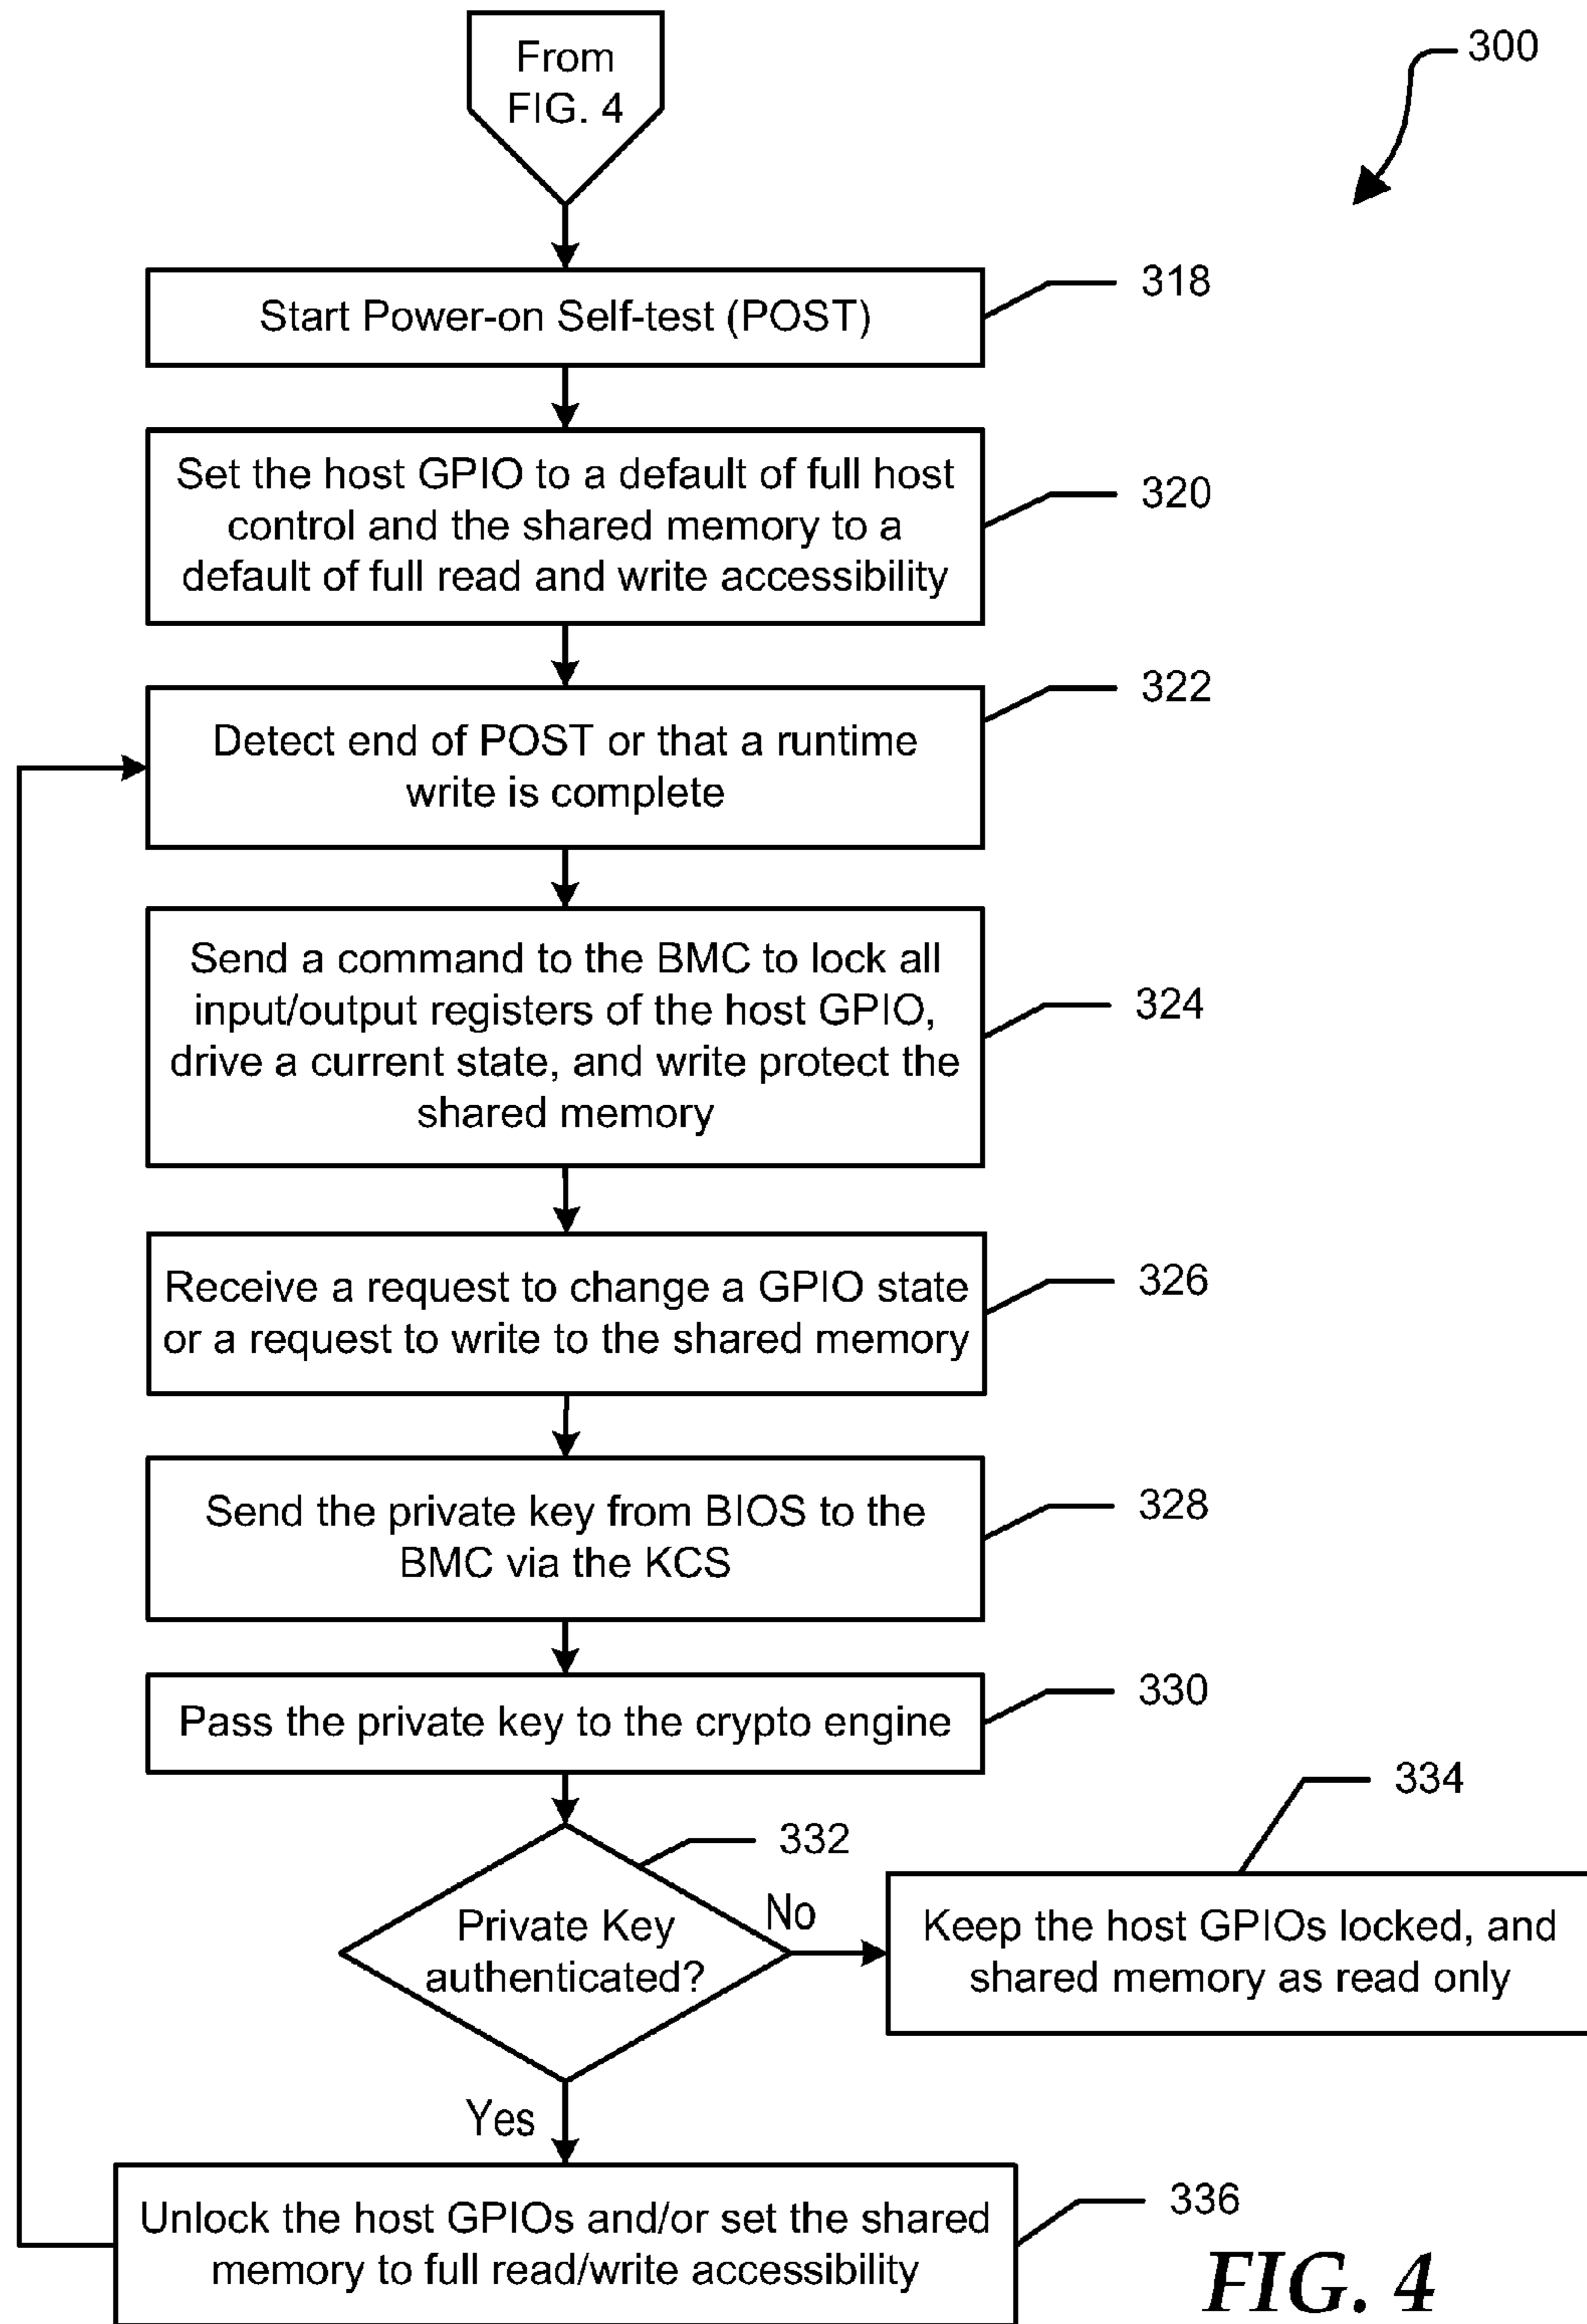 From
FIG. 4
300
Start Power-on Self-test (POST)
318
Set the host GPIO to a default of full host
control and the shared memory to a
default of full read and write accessibility
320
Detect end of POST or that a runtime
write is complete
322
Send a command to the BMC to lock all
input/output registers of the host GPIO,
drive a current state, and write protect the
shared memory
324
Receive a request to change a GPIO state
or a request to write to the shared memory
326
Send the private key from BIOS to the
BMC via the KCS
328
Pass the private key to the crypto engine
330
Private Key
authenticated?
332
No
Keep the host GPIOs locked, and
shared memory as read only
334
Yes
Unlock the host GPIOs and/or set the shared
memory to full read/write accessibility
336
FIG. 4